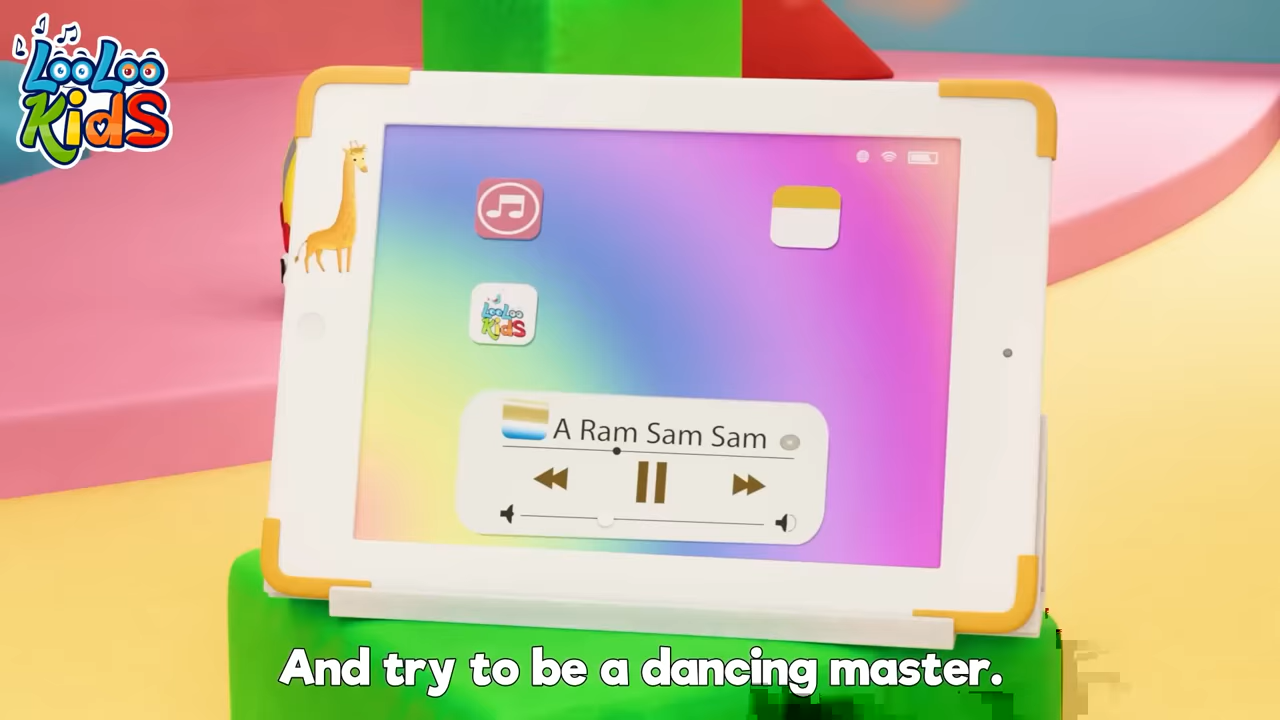 LooLoo
Kids
LooLoo
Kids
A Ram Sam Sam
And try to be a dancing master.